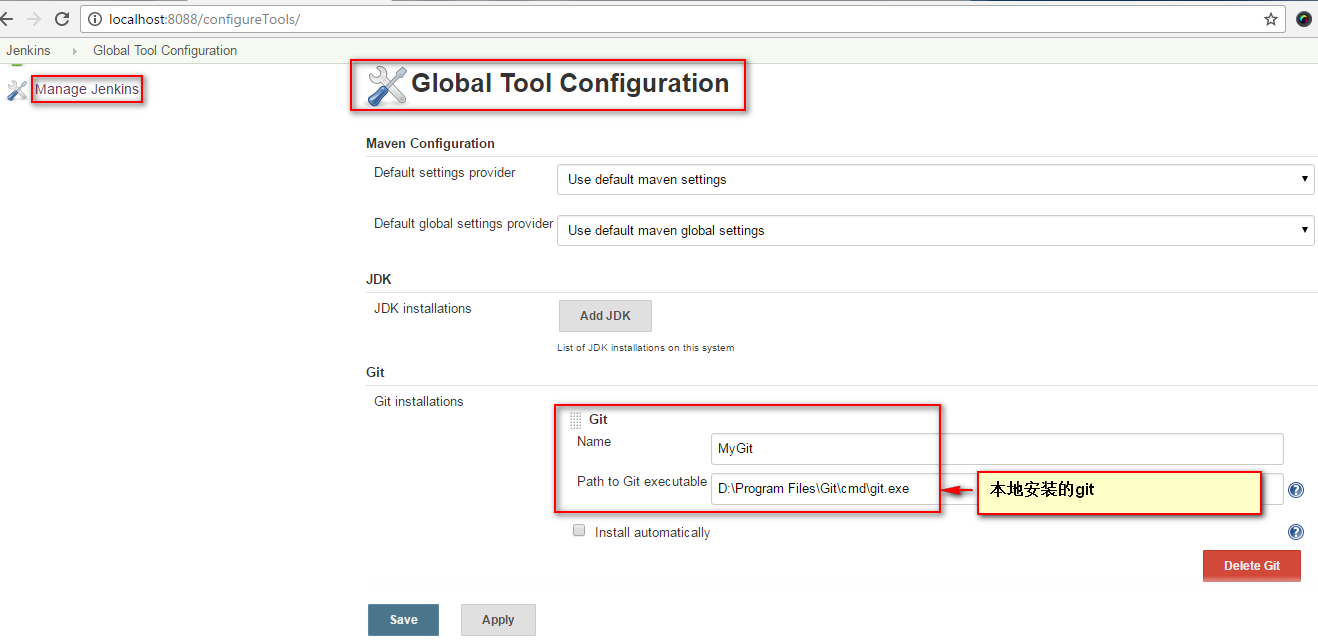 localhost:8088/configureTools/
Jenkins Global Tool Configuration
Manage Jenkins
Global Tool Configuration
Maven Configuration
Default settings provider
Use default maven settings
Default global settings provider
Use default maven global settings
JDK
JDK installations
Add JDK
List of JDK installations on this system
Git
Git installations
Git
Name
MyGit
Path to Git executable
D:\Program Files\Git\cmd\git.exe
本地安装的git
Install automatically
Delete Git
Save
Apply